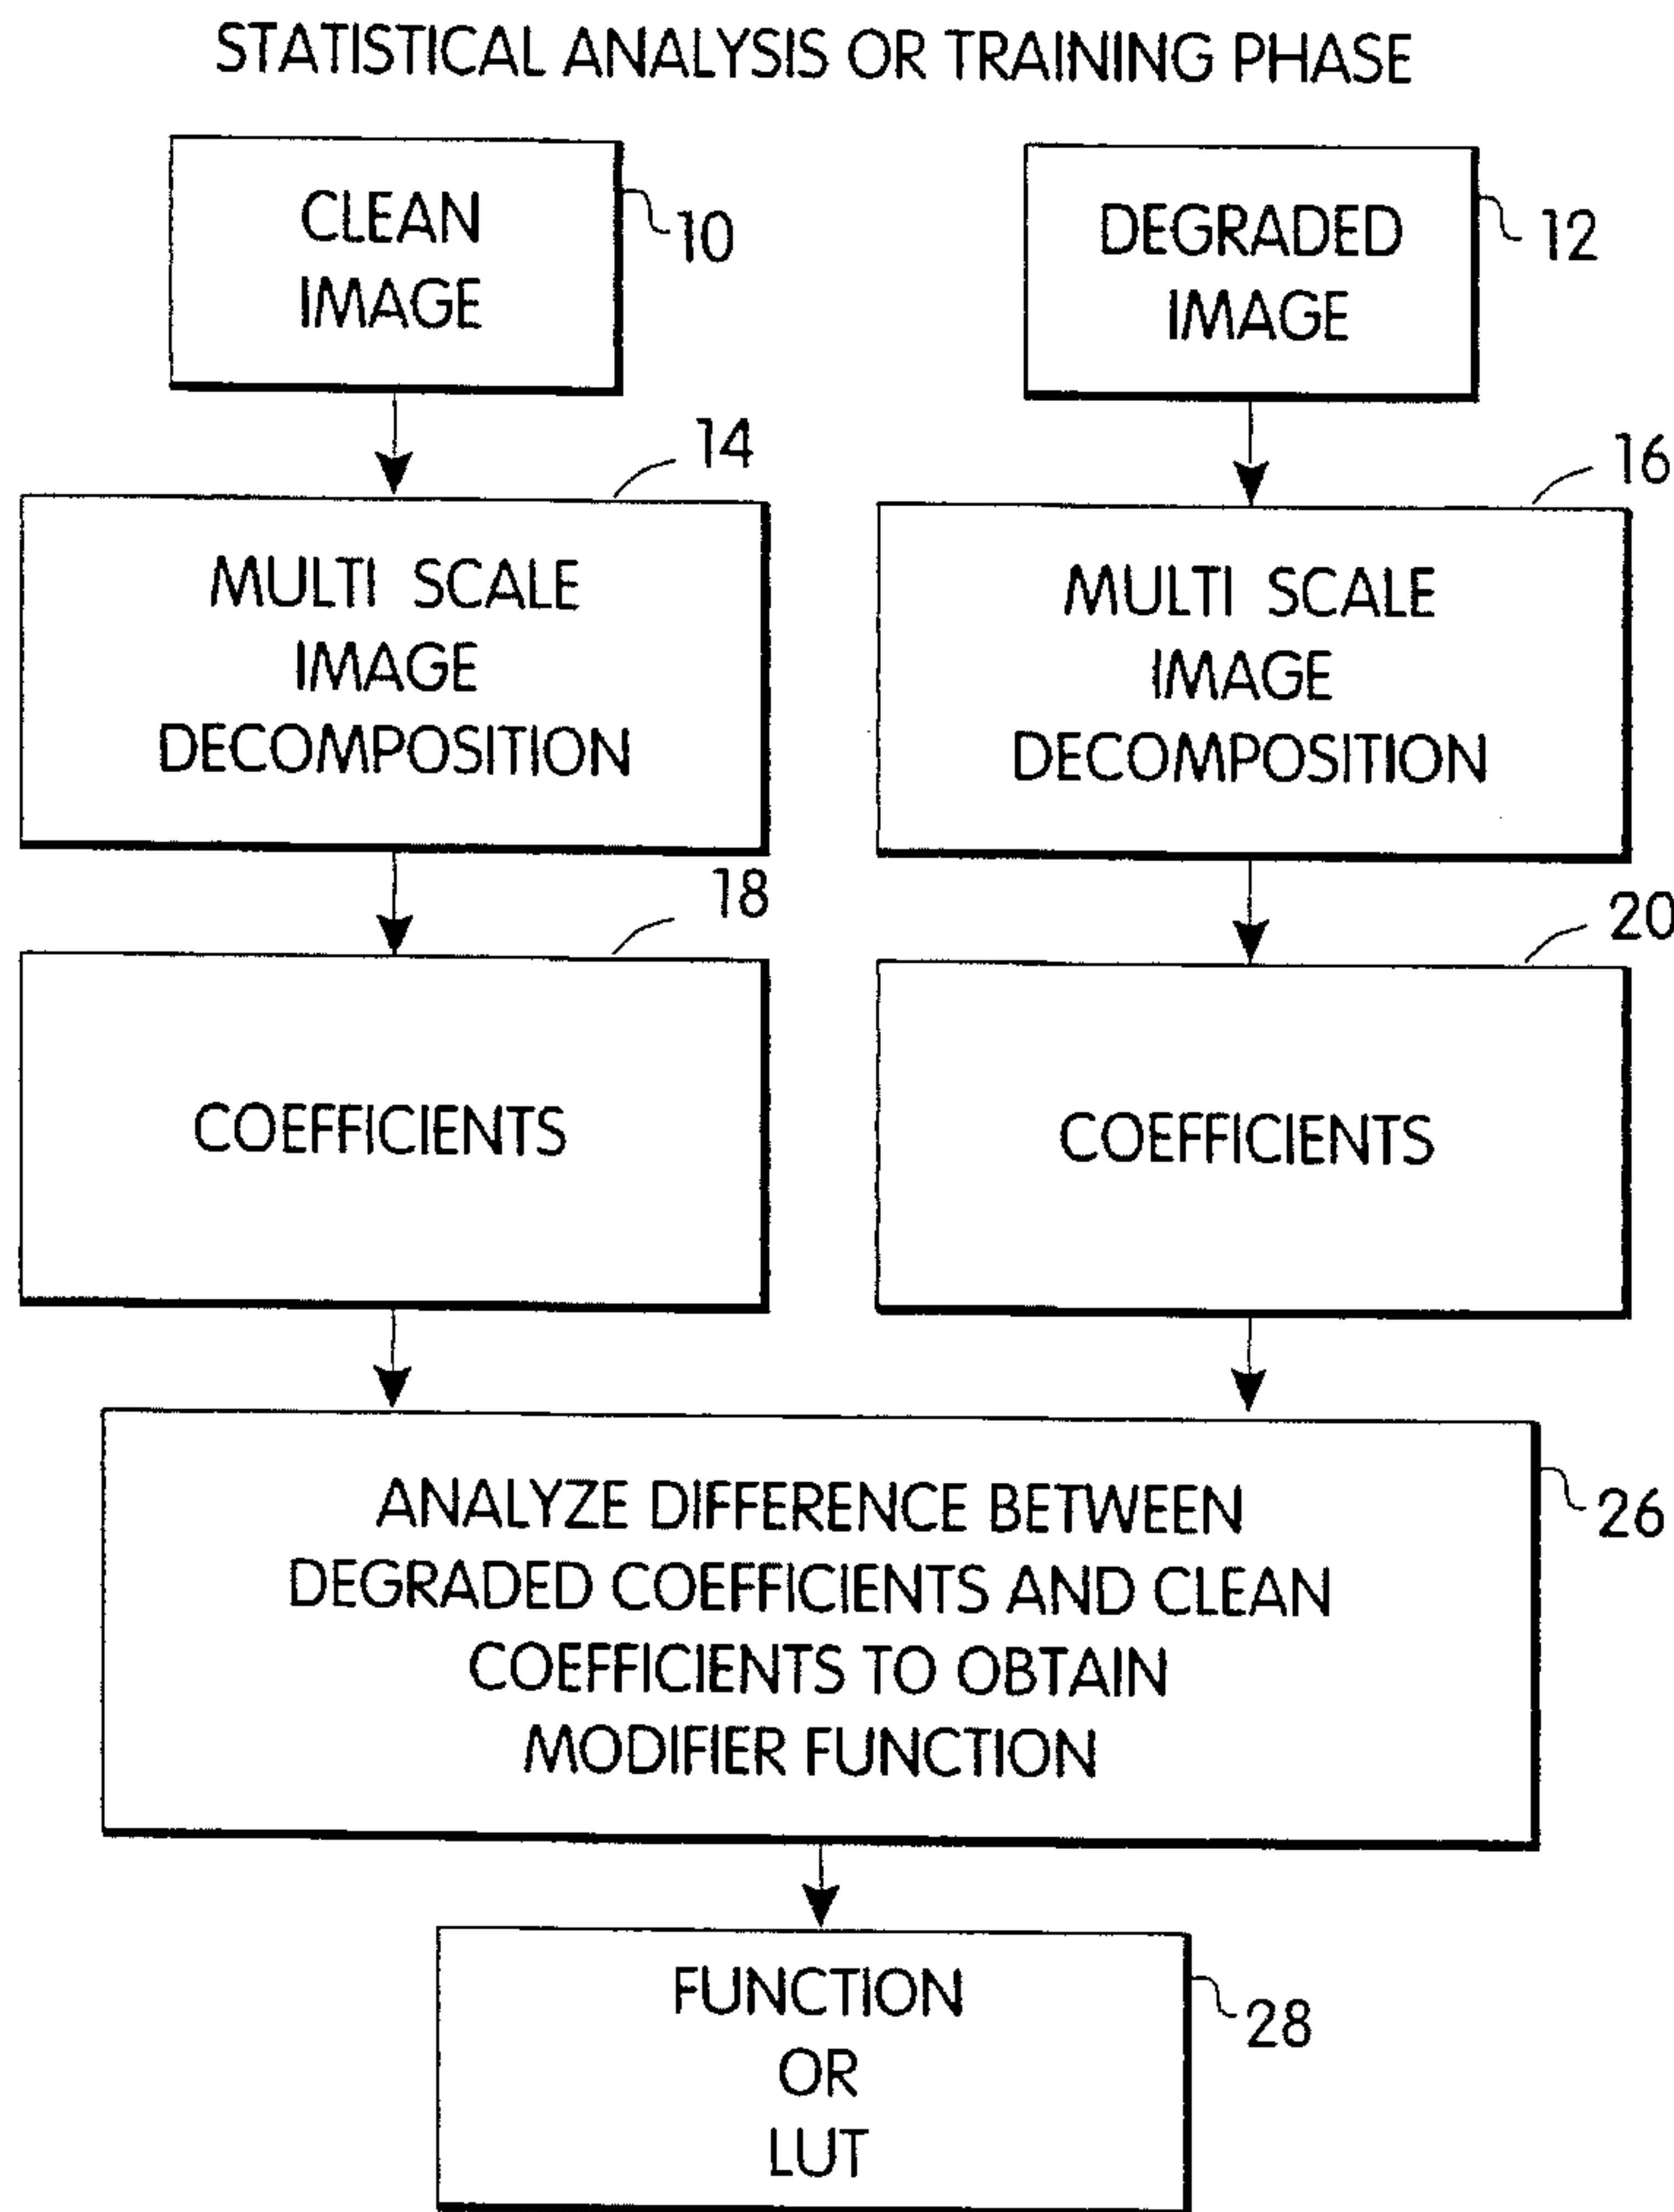 STATISTICAL ANALYSIS OR TRAINING PHASE
CLEAN
IMAGE
10
DEGRADED
IMAGE
12
14
MULTI SCALE
IMAGE
DECOMPOSITION
16
MULTI SCALE
IMAGE
DECOMPOSITION
18
COEFFICIENTS
20
COEFFICIENTS
ANALYZE DIFFERENCE BETWEEN
DEGRADED COEFFICIENTS AND CLEAN
COEFFICIENTS TO OBTAIN
MODIFIER FUNCTION
26
FUNCTION
OR
LUT
28